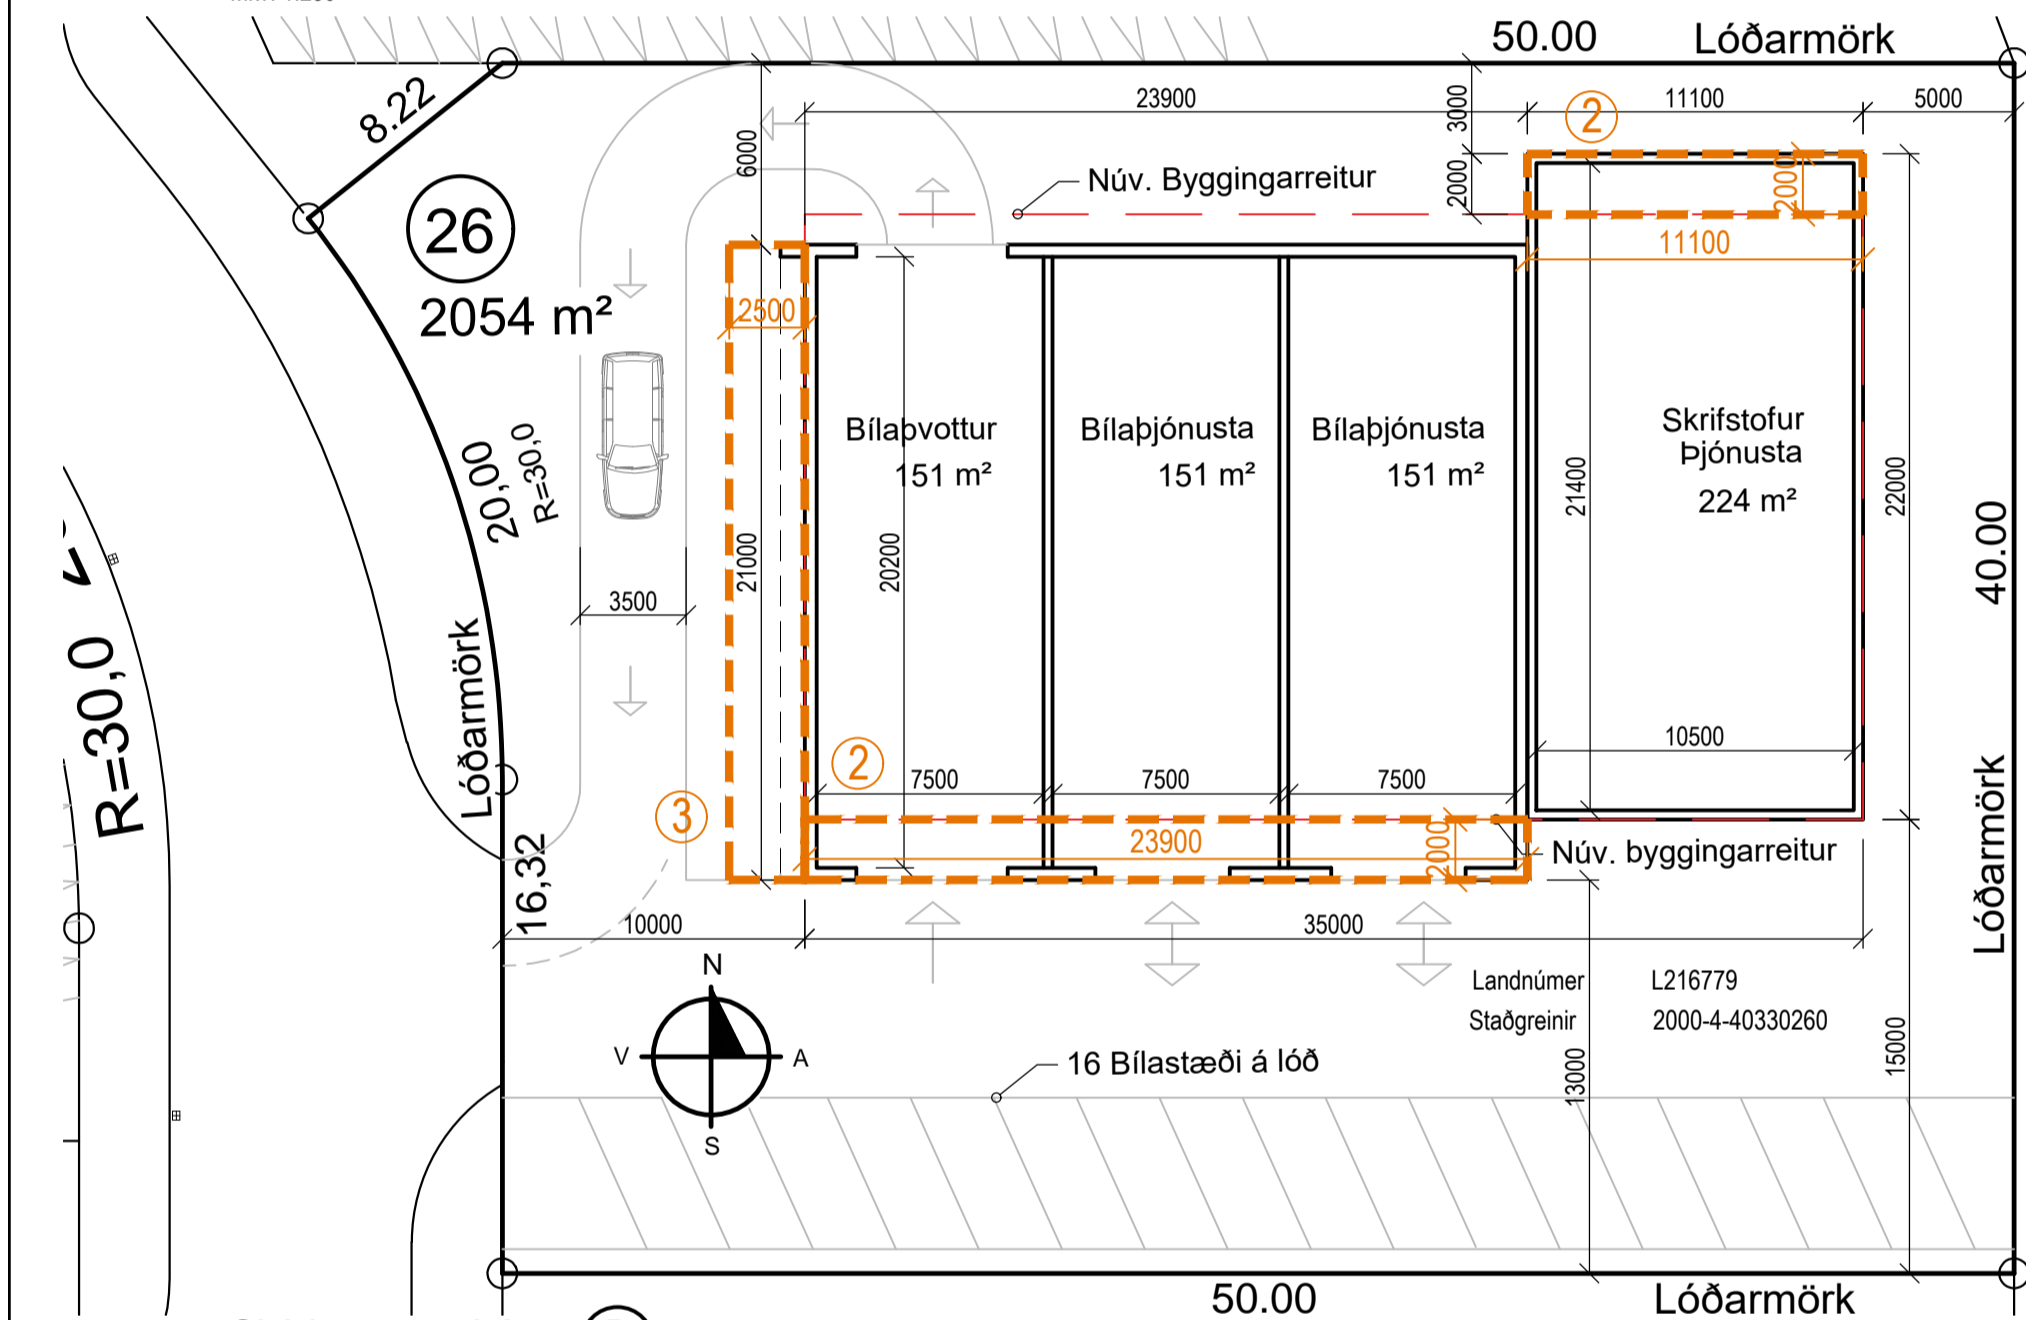 50.00 Lóðarmörk
8.22
23900
3000
②
11100
5000
6000
Núv. Byggingarreitur
2000
2000
26
11100
2054 m²
2500
20,00
R=30,0
Bílaþvottur
151 m²
Bílaþjónusta
151 m²
Bílaþjónusta
151 m²
Skrifstofur
Þjónusta
224 m²
21400
22000
21000
20200
3500
40.00
Lóðarmörk
R=30,0
10500
②
7500
7500
7500
③
23900
2000
Núv. byggingarreitur
Lóðarmörk
16,32
10000
35000
N
V
A
S
Landnúmer L216779
Staðgreinir 2000-4-40330260
16 Bílastæði á lóð
13000
15000
50.00 Lóðarmörk